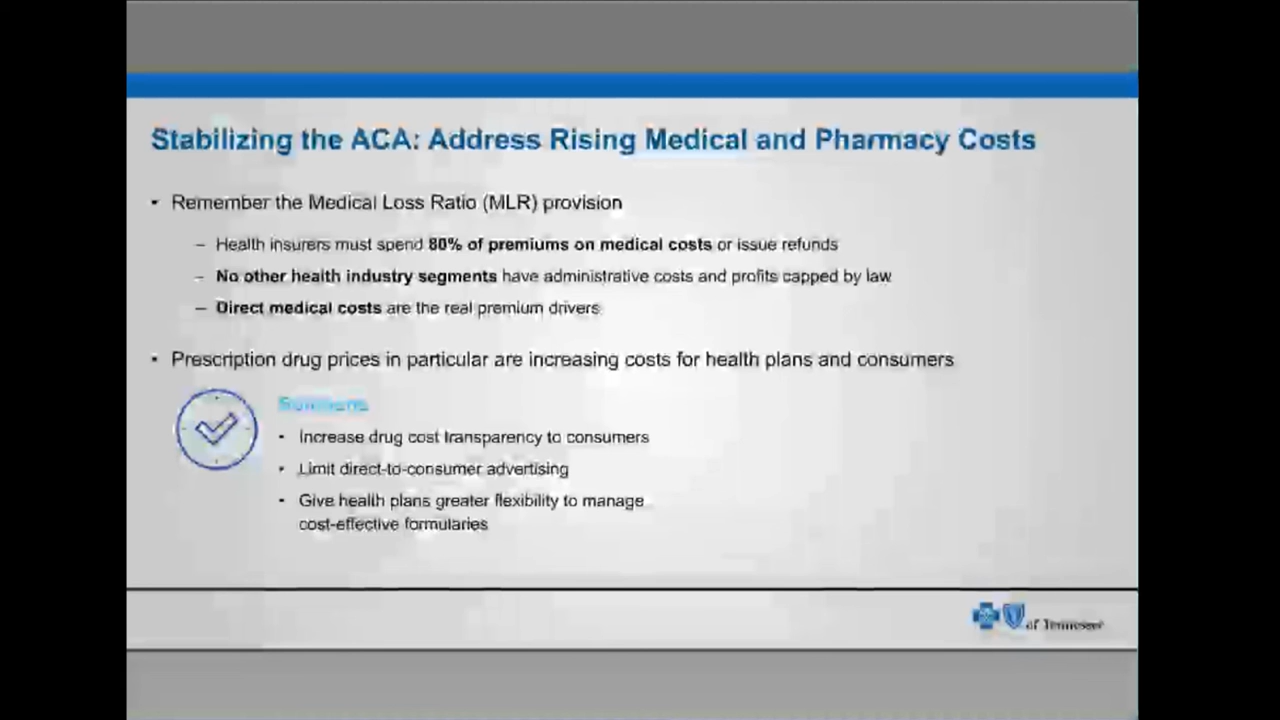 Stabilizing the ACA: Address Rising Medical and Pharmacy Costs
• Remember the Medical Loss Ratio (MLR) provision
– Health insurers must spend 80% of premiums on medical costs or issue refunds
– No other health industry segments have administrative costs and profits capped by law
– Direct medical costs are the real premium drivers
• Prescription drug prices in particular are increasing costs for health plans and consumers
Solutions
• Increase drug cost transparency to consumers
• Limit direct-to-consumer advertising
• Give health plans greater flexibility to manage
cost-effective formularies
of Tennessee